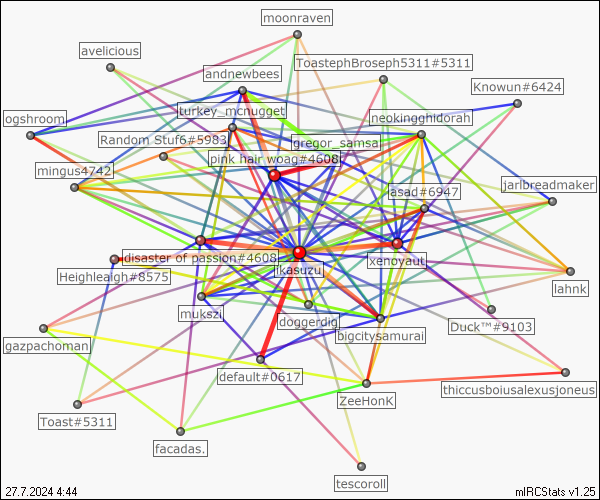 moonraven
avelicious
ToastephBroseph5311#5311
andnewbees
Knowun#6424
turkey_mcnugget
ogshroom
neokingghidorah
Random Stuf6#5983
gregor_samsa
pink hair woag#4608
mingus4742
jarlbreadmaker
asad#6947
disaster of passion#4608
xenoyaut
ikasuzu
Heighleaigh#8575
lahnk
mukszi
doggerdig
Duck™#9103
bigcitysamurai
gazpachoman
default#0617
thiccusboiusalexusjoneus
ZeeHonK
Toast#5311
facadas.
tescoroll
27.7.2024 4:44
mIRCStats v1.25